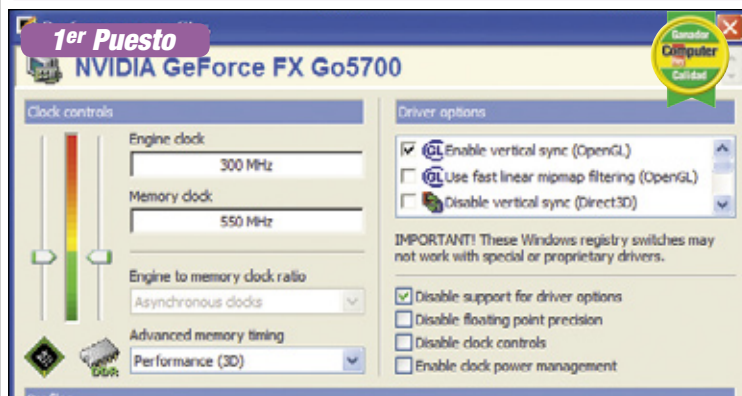 1er Puesto
Ganador
Computer
Calidad
NVIDIA GeForce FX Go5700
Clock controls
Engine clock
300 MHz
Memory clock
550 MHz
Engine to memory clock ratio
Asynchronous clocks
Advanced memory timing
Performance (3D)
DDR
Driver options
GL Enable vertical sync (OpenGL)
GL Use fast linear mipmap filtering (OpenGL)
Disable vertical sync (Direct3D)
IMPORTANT! These Windows registry switches may
not work with special or proprietary drivers.
Disable support for driver options
Disable floating point precision
Disable clock controls
Enable clock power management